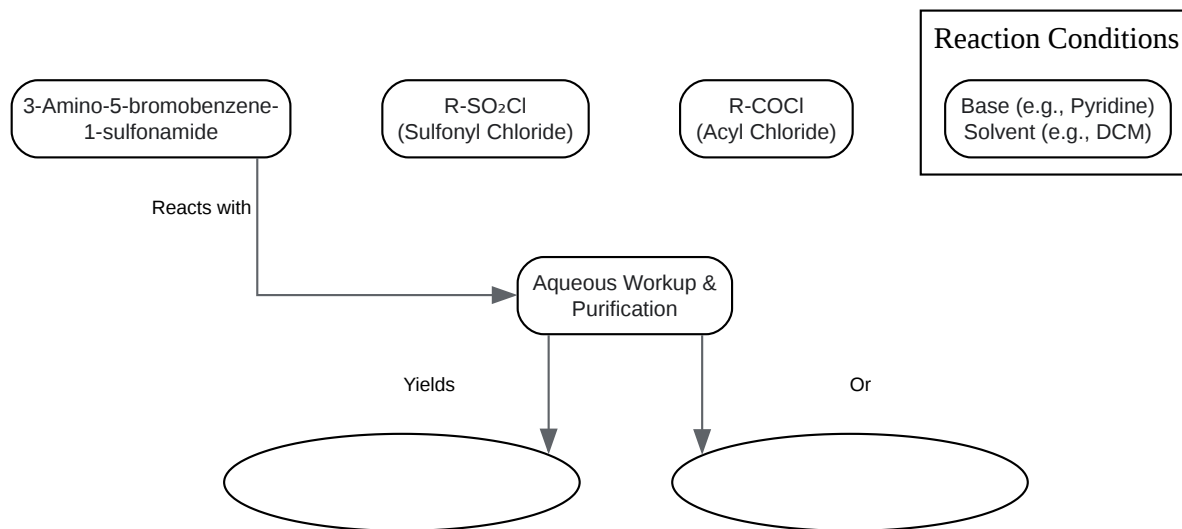 Reaction Conditions
3-Amino-5-bromobenzene-
1-sulfonamide
R-SO₂Cl
(Sulfonyl Chloride)
R-COCl
(Acyl Chloride)
Base (e.g., Pyridine)
Solvent (e.g., DCM)
Reacts with
Aqueous Workup &
Purification
Yields
Or